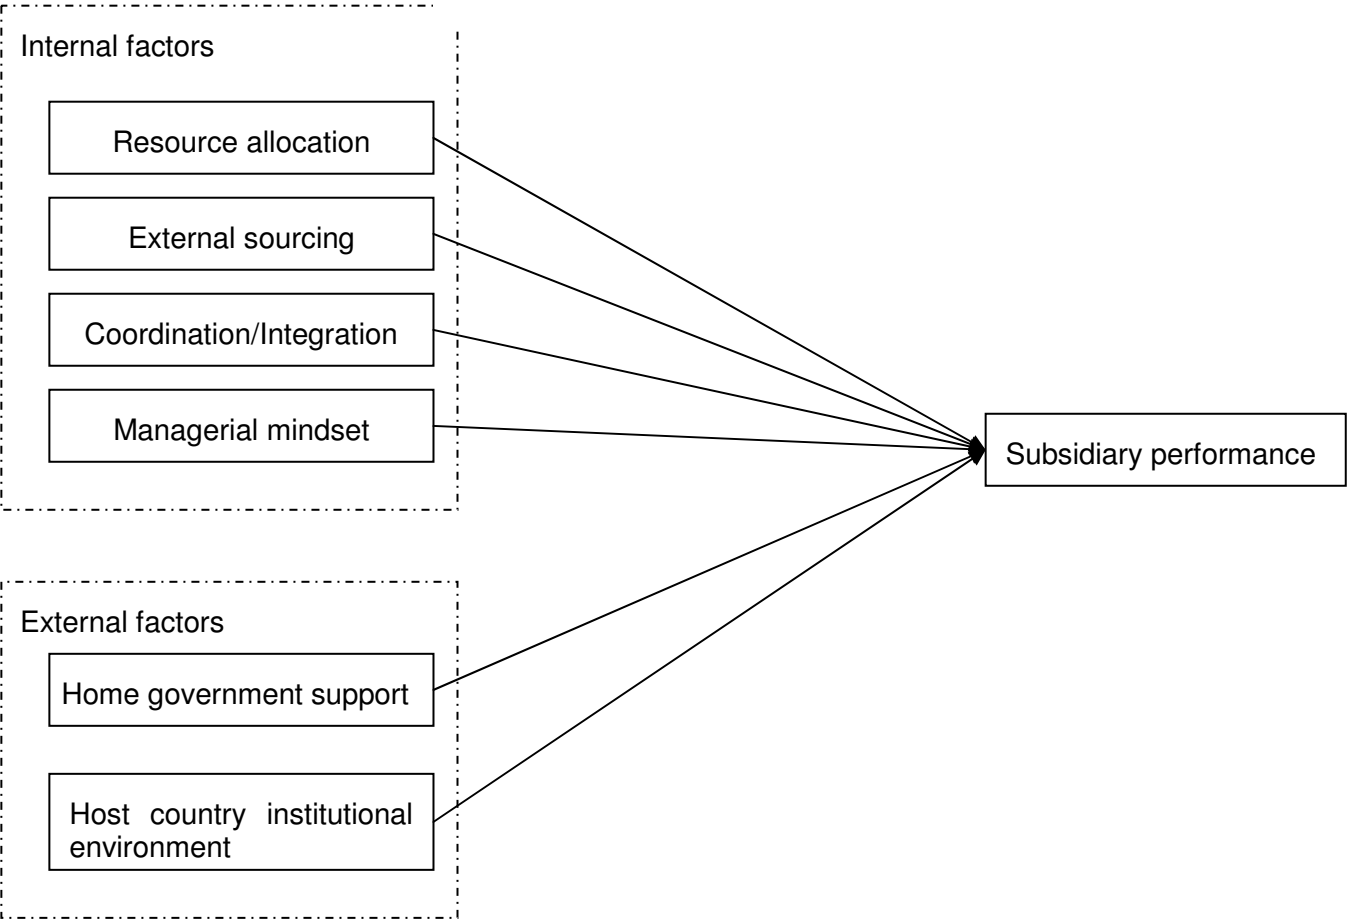 Internal factors
Resource allocation
External sourcing
Coordination/Integration
Managerial mindset
Subsidiary performance
External factors
Home government support
Host country institutional
environment